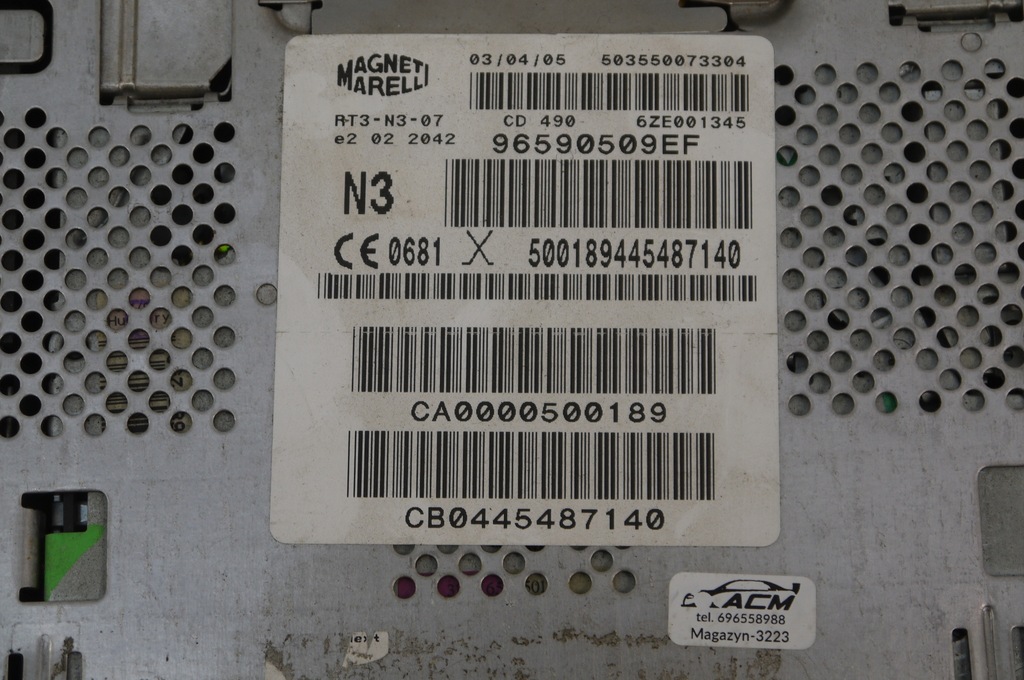 MAGNETI
MARELLI
03/04/05 503550073304
RT3-N3-07 CD 490 6ZE001345
e2 02 2042 96590509EF
N3
CE 0681 X 500189445487140
CA0000500189
CB0445487140
ACM
tel. 696558988
Magazyn-3223